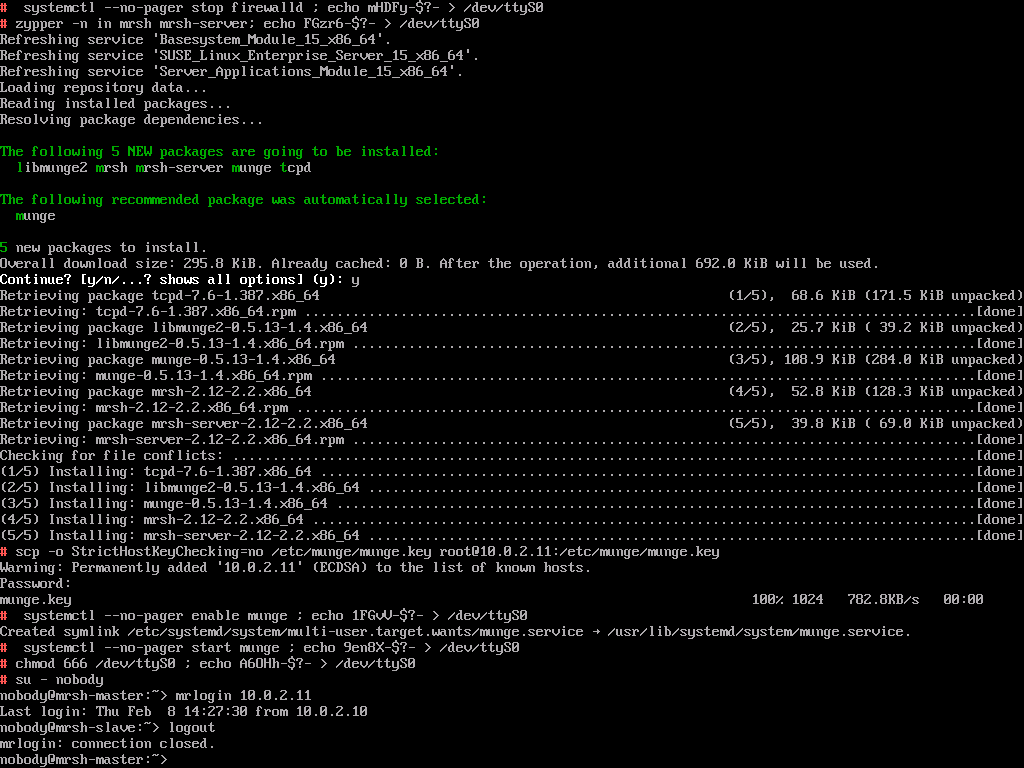 #  systemctl --no-pager stop firewalld ; echo mHDFy-$?- > /dev/ttyS0
# zypper -n in mrsh mrsh-server; echo FGzr6-$?- > /dev/ttyS0
Refreshing service 'Basesystem_Module_15_x86_64'.
Refreshing service 'SUSE_Linux_Enterprise_Server_15_x86_64'.
Refreshing service 'Server_Applications_Module_15_x86_64'.
Loading repository data...
Reading installed packages...
Resolving package dependencies...

The following 5 NEW packages are going to be installed:
  libmunge2 mrsh mrsh-server munge tcpd

The following recommended package was automatically selected:
  munge

5 new packages to install.
Overall download size: 295.8 KiB. Already cached: 0 B. After the operation, additional 692.0 KiB will be used.
Continue? [y/n/...? shows all options] (y): y
Retrieving package tcpd-7.6-1.387.x86_64 (1/5),  68.6 KiB (171.5 KiB unpacked)
Retrieving: tcpd-7.6-1.387.x86_64.rpm ...................................................................................[done]
Retrieving package libmunge2-0.5.13-1.4.x86_64 (2/5),  25.7 KiB ( 39.2 KiB unpacked)
Retrieving: libmunge2-0.5.13-1.4.x86_64.rpm ..............................................................................[done]
Retrieving package munge-0.5.13-1.4.x86_64 (3/5), 108.9 KiB (284.0 KiB unpacked)
Retrieving: munge-0.5.13-1.4.x86_64.rpm ..................................................................................[done]
Retrieving package mrsh-2.12-2.2.x86_64 (4/5),  52.8 KiB (128.3 KiB unpacked)
Retrieving: mrsh-2.12-2.2.x86_64.rpm .....................................................................................[done]
Retrieving package mrsh-server-2.12-2.2.x86_64 (5/5),  39.8 KiB ( 69.0 KiB unpacked)
Retrieving: mrsh-server-2.12-2.2.x86_64.rpm ..............................................................................[done]
Checking for file conflicts: .............................................................................................[done]
(1/5) Installing: tcpd-7.6-1.387.x86_64 ..................................................................................[done]
(2/5) Installing: libmunge2-0.5.13-1.4.x86_64 ............................................................................[done]
(3/5) Installing: munge-0.5.13-1.4.x86_64 ................................................................................[done]
(4/5) Installing: mrsh-2.12-2.2.x86_64 ...................................................................................[done]
(5/5) Installing: mrsh-server-2.12-2.2.x86_64 ............................................................................[done]
# scp -o StrictHostKeyChecking=no /etc/munge/munge.key root@10.0.2.11:/etc/munge/munge.key
Warning: Permanently added '10.0.2.11' (ECDSA) to the list of known hosts.
Password:
munge.key 100% 1024   782.8KB/s   00:00
#  systemctl --no-pager enable munge ; echo 1FGvV-$?- > /dev/ttyS0
Created symlink /etc/systemd/system/multi-user.target.wants/munge.service → /usr/lib/systemd/system/munge.service.
#  systemctl --no-pager start munge ; echo 9en8X-$?- > /dev/ttyS0
# chmod 666 /dev/ttyS0 ; echo A6OHh-$?- > /dev/ttyS0
# su - nobody
nobody@mrsh-master:~> mrlogin 10.0.2.11
Last login: Thu Feb  8 14:27:30 from 10.0.2.10
nobody@mrsh-slave:~> logout
mrlogin: connection closed.
nobody@mrsh-master:~>